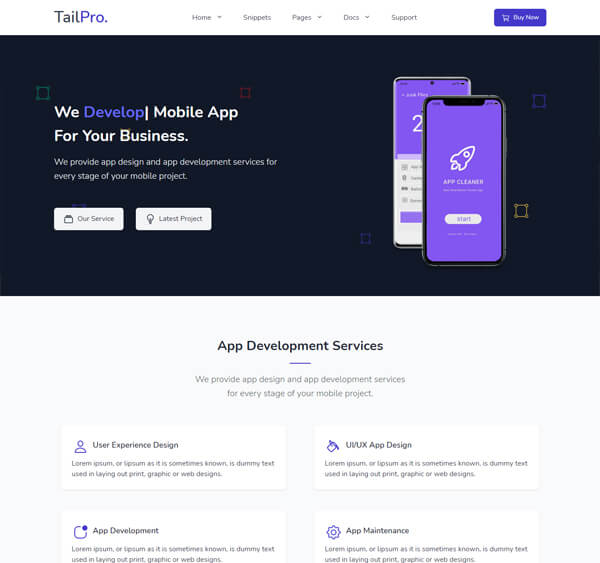 TailPro.
Home
Snippets
Pages
Docs
Support
Buy Now
We Develop| Mobile App
For Your Business.
We provide app design and app development services for
every stage of your mobile project.
Our Service
Latest Project
2
APP CLEANER
start
App Development Services
We provide app design and app development services
for every stage of your mobile project.
User Experience Design
Lorem ipsum, or lipsum as it is sometimes known, is dummy text
used in laying out print, graphic or web designs.
UI/UX App Design
Lorem ipsum, or lipsum as it is sometimes known, is dummy text
used in laying out print, graphic or web designs.
App Development
Lorem ipsum, or lipsum as it is sometimes known, is dummy text
used in laying out print, graphic or web designs.
App Maintenance
Lorem ipsum, or lipsum as it is sometimes known, is dummy text
used in laying out print, graphic or web designs.